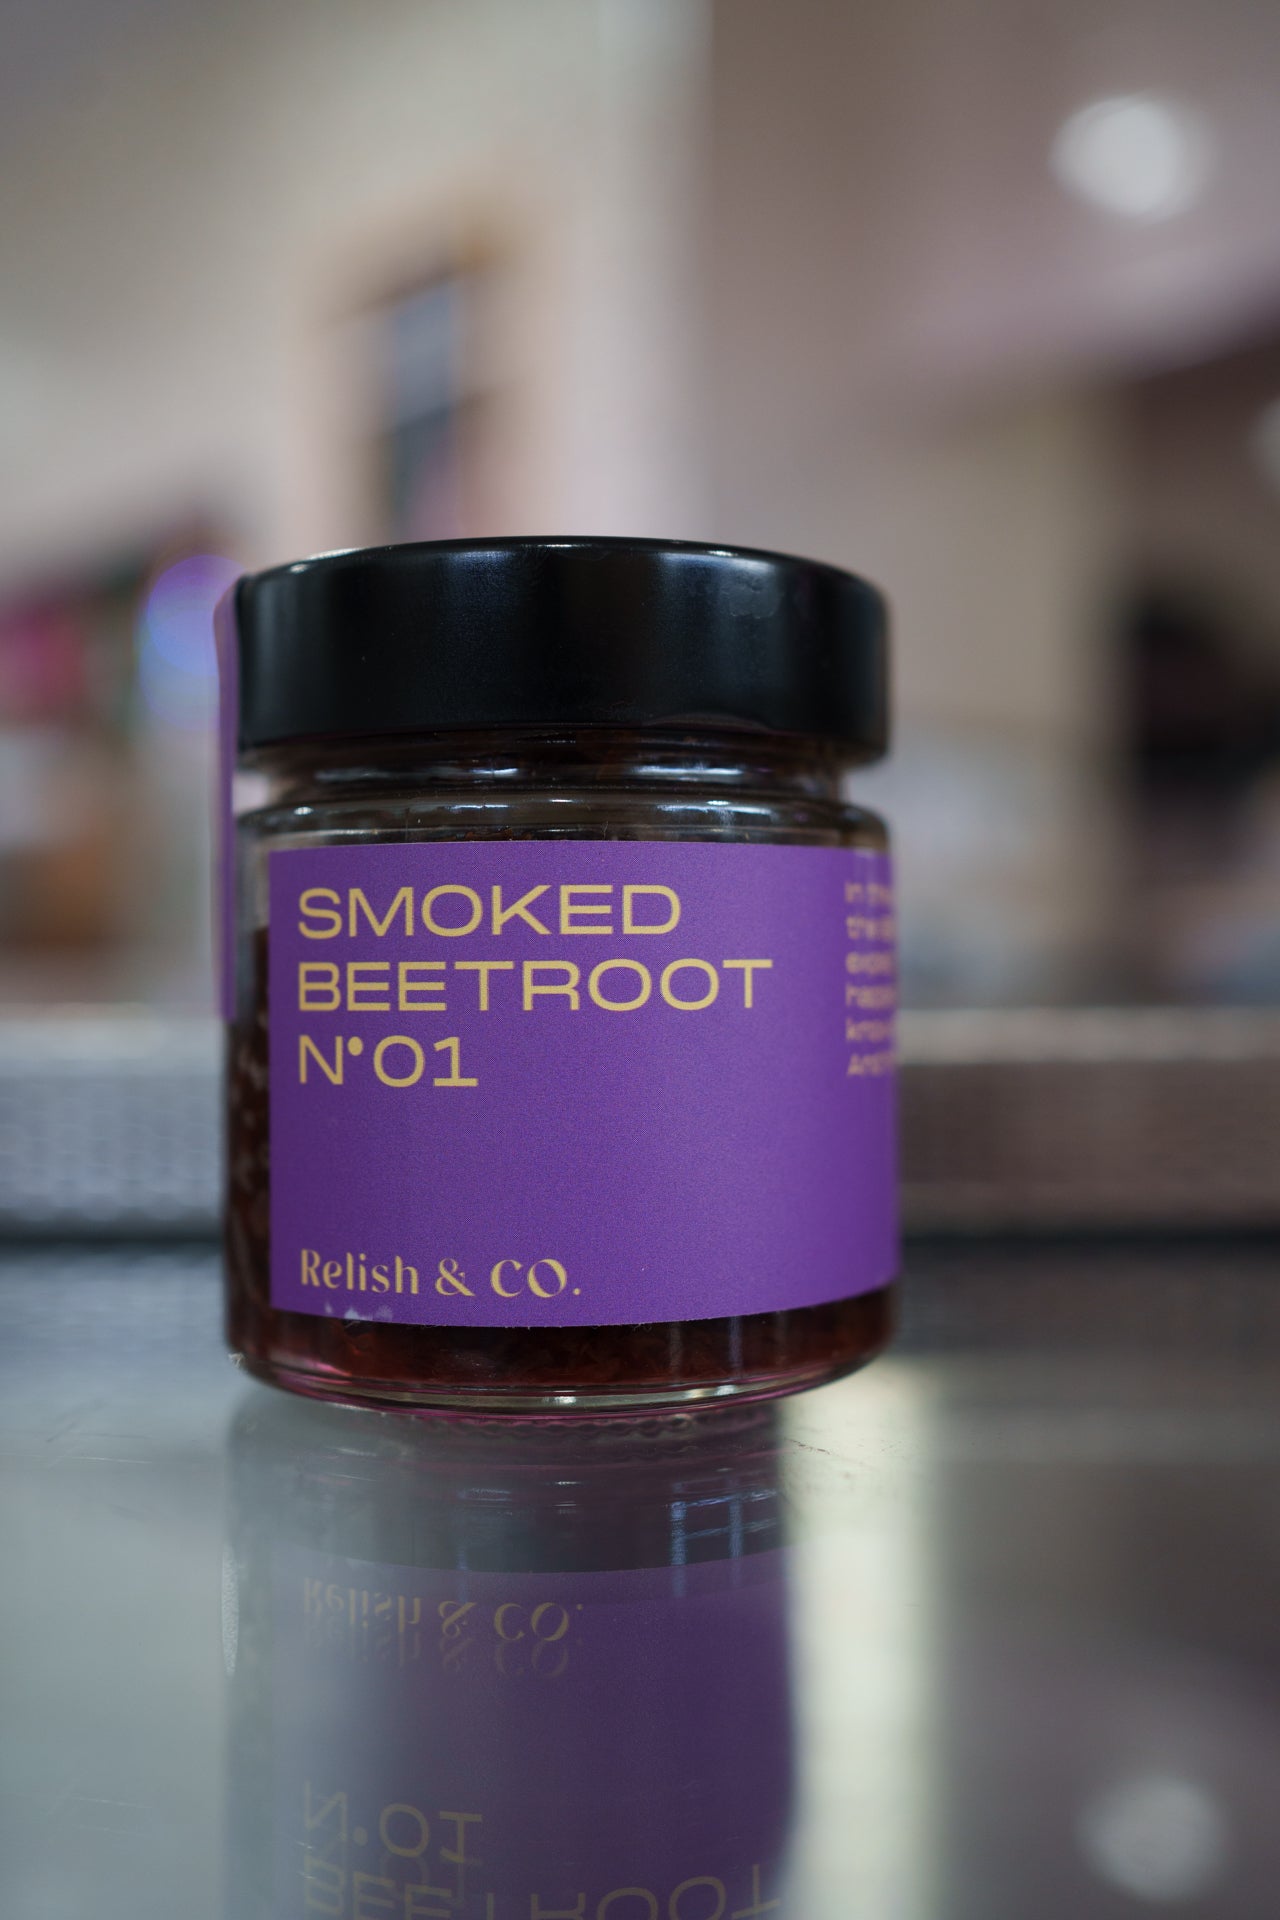 SMOKED
BEETROOT
N•01
Relish & CO.